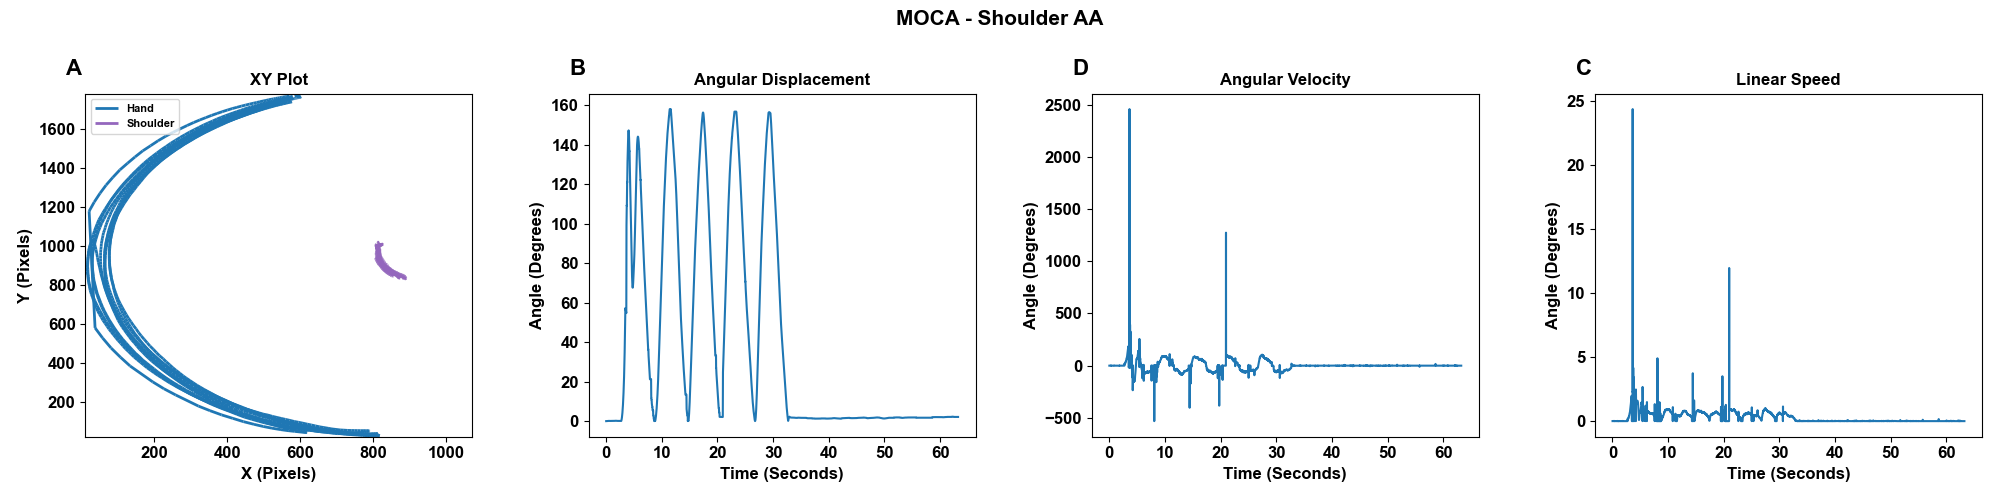 MOCA - Shoulder AA
A
XY Plot
Hand
Shoulder
1600
1400
1200
1000
800
600
400
200
Y (Pixels)
200
400
600
800
1000
X (Pixels)
B
Angular Displacement
160
140
120
100
80
60
40
20
0
Angle (Degrees)
0
10
20
30
40
50
60
Time (Seconds)
D
Angular Velocity
2500
2000
1500
1000
500
0
−500
Angle (Degrees)
0
10
20
30
40
50
60
Time (Seconds)
C
Linear Speed
25
20
15
10
5
0
Angle (Degrees)
0
10
20
30
40
50
60
Time (Seconds)